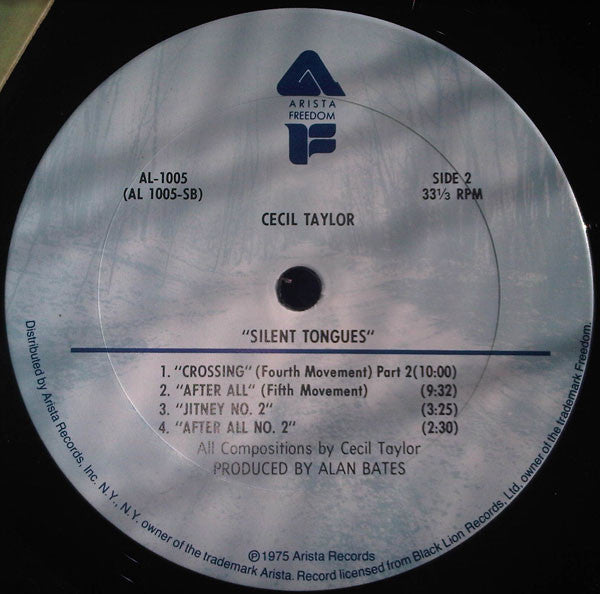 ARISTA
FREEDOM
F
AL-1005
(AL 1005-SB)
SIDE 2
33⅓ RPM
CECIL TAYLOR
"SILENT TONGUES"
1. "CROSSING" (Fourth Movement) Part 2(10:00)
2. "AFTER ALL" (Fifth Movement) (9:32)
3. "JITNEY NO. 2" (3:25)
4. "AFTER ALL NO. 2" (2:30)
All Compositions by Cecil Taylor
PRODUCED BY ALAN BATES
℗1975 Arista Records
Distributed by Arista Records, Inc. N.Y., N.Y. owner of the trademark Arista. Record licensed from Black Lion Records, Ltd. owner of the trademark Freedom.